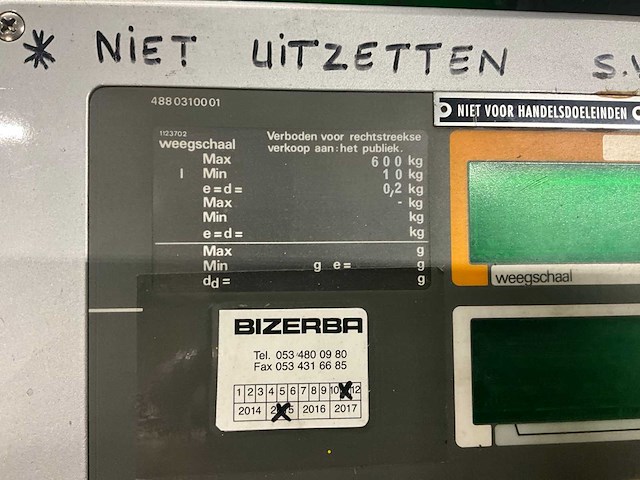 * NiET UiTZETTEN S.V
488 0310001
NIET VOOR HANDELSDOELEINDEN
1123702
weegschaal
Verboden voor rechtstreekse
verkoop aan: het publiek.
Max 600 kg
I Min 10 kg
e=d= 0,2 kg
Max - kg
Min kg
e=d= kg
Max g
Min g e= g
dd= g
weegschaal
BIZERBA
Tel. 053 480 09 80
Fax 053 431 66 85
1 2 3 4 5 6 7 8 9 10 12
2014 2016 2017